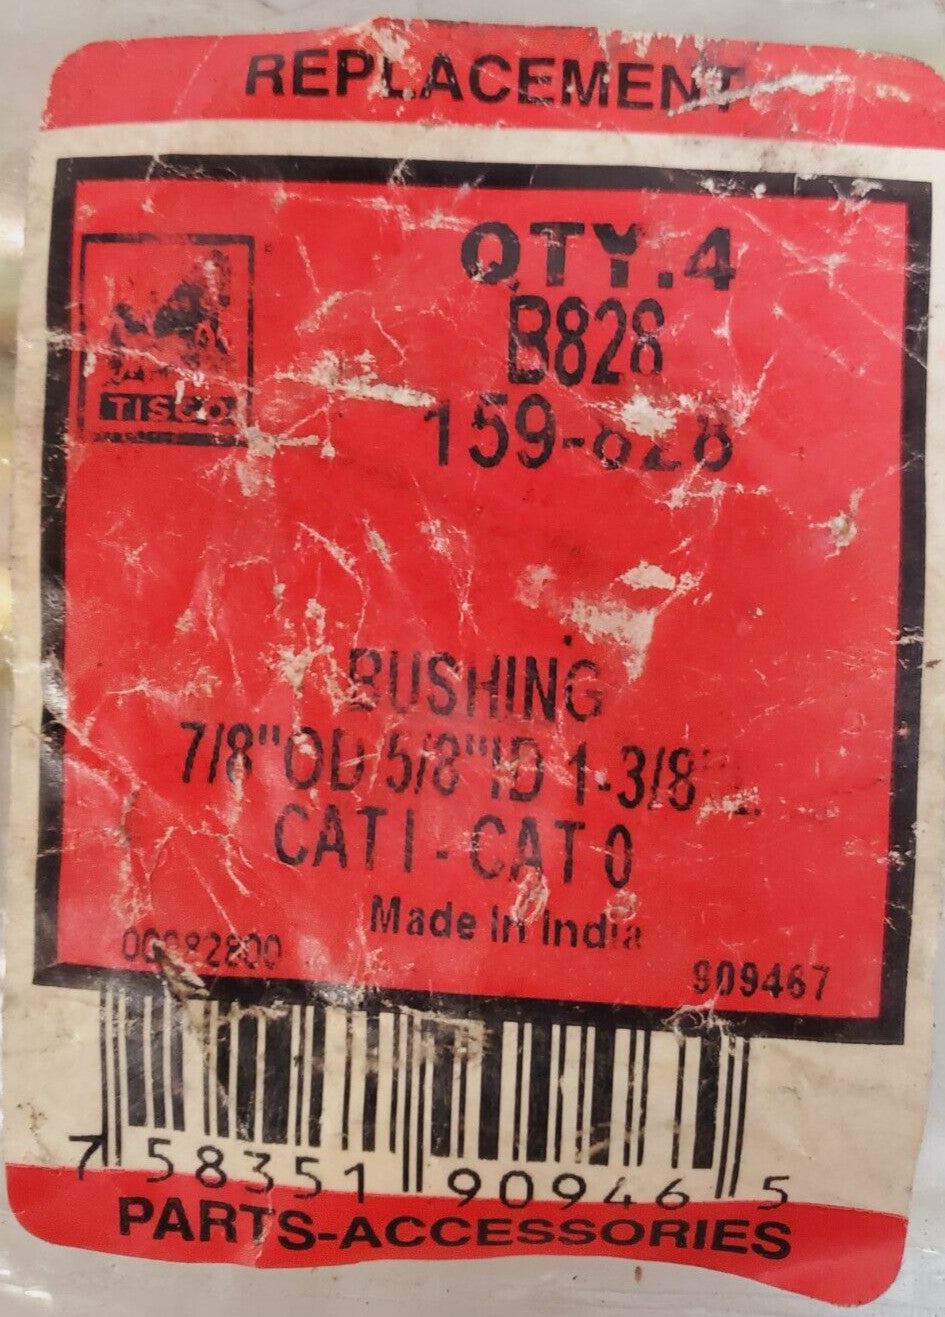 REPLACEMENT
TISCO
QTY.4
B828
159-828
BUSHING
7/8"OD 5/8"ID 1-3/8"
CAT I - CAT 0
Made In India
00082800
909467
7 58351 90946 5
PARTS-ACCESSORIES